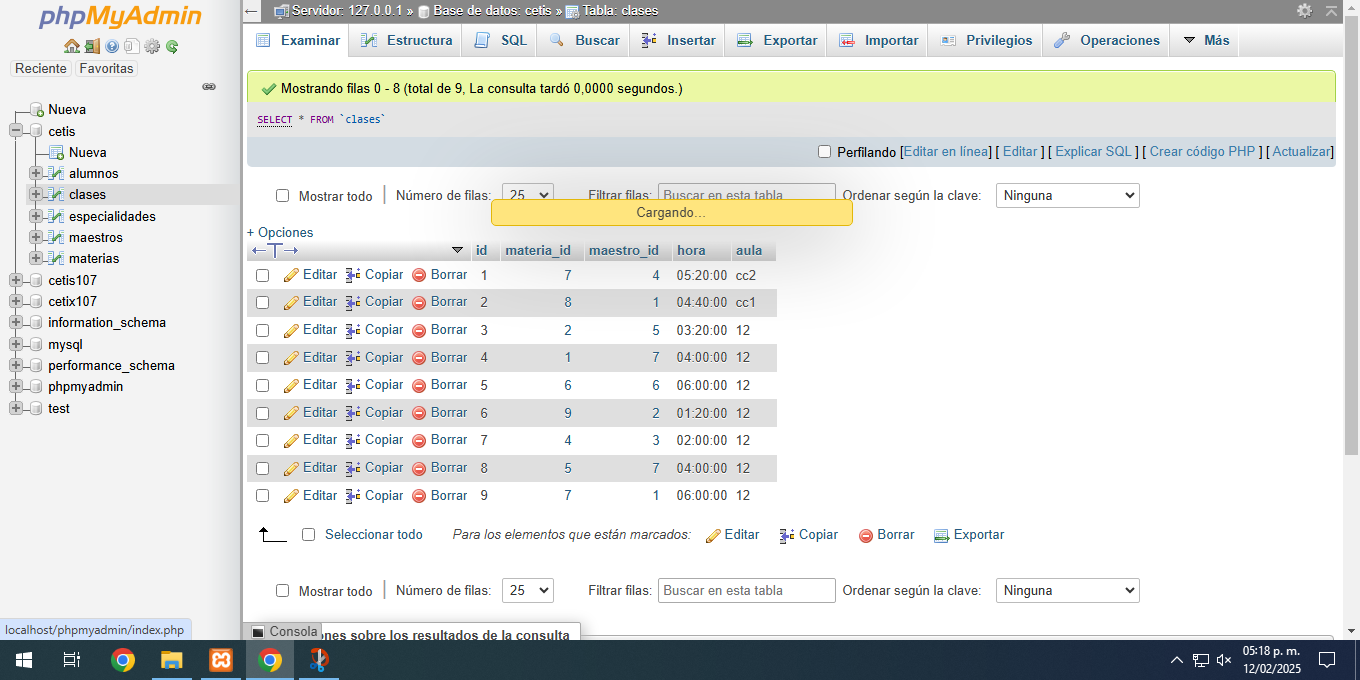 phpMyAdmin
Reciente Favoritas
Nueva
cetis
Nueva
alumnos
clases
especialidades
maestros
materias
cetis107
cetix107
information_schema
mysql
performance_schema
phpmyadmin
test
localhost/phpmyadmin/index.php
Servidor: 127.0.0.1 » Base de datos: cetis » Tabla: clases
Examinar Estructura SQL Buscar Insertar Exportar Importar Privilegios Operaciones Más
Mostrando filas 0 - 8 (total de 9, La consulta tardó 0,0000 segundos.)
SELECT * FROM `clases`
Perfilando [Editar en línea] [ Editar ] [ Explicar SQL ] [ Crear código PHP ] [ Actualizar]
Mostrar todo Número de filas: 25 Filtrar filas: Buscar en esta tabla Ordenar según la clave: Ninguna
Cargando…
+ Opciones
id materia_id maestro_id hora aula
Editar Copiar Borrar 1 7 4 05:20:00 cc2
Editar Copiar Borrar 2 8 1 04:40:00 cc1
Editar Copiar Borrar 3 2 5 03:20:00 12
Editar Copiar Borrar 4 1 7 04:00:00 12
Editar Copiar Borrar 5 6 6 06:00:00 12
Editar Copiar Borrar 6 9 2 01:20:00 12
Editar Copiar Borrar 7 4 3 02:00:00 12
Editar Copiar Borrar 8 5 7 04:00:00 12
Editar Copiar Borrar 9 7 1 06:00:00 12
Seleccionar todo Para los elementos que están marcados: Editar Copiar Borrar Exportar
Mostrar todo Número de filas: 25 Filtrar filas: Buscar en esta tabla Ordenar según la clave: Ninguna
Consola
sobre los resultados de la consulta
05:18 p. m.
12/02/2025